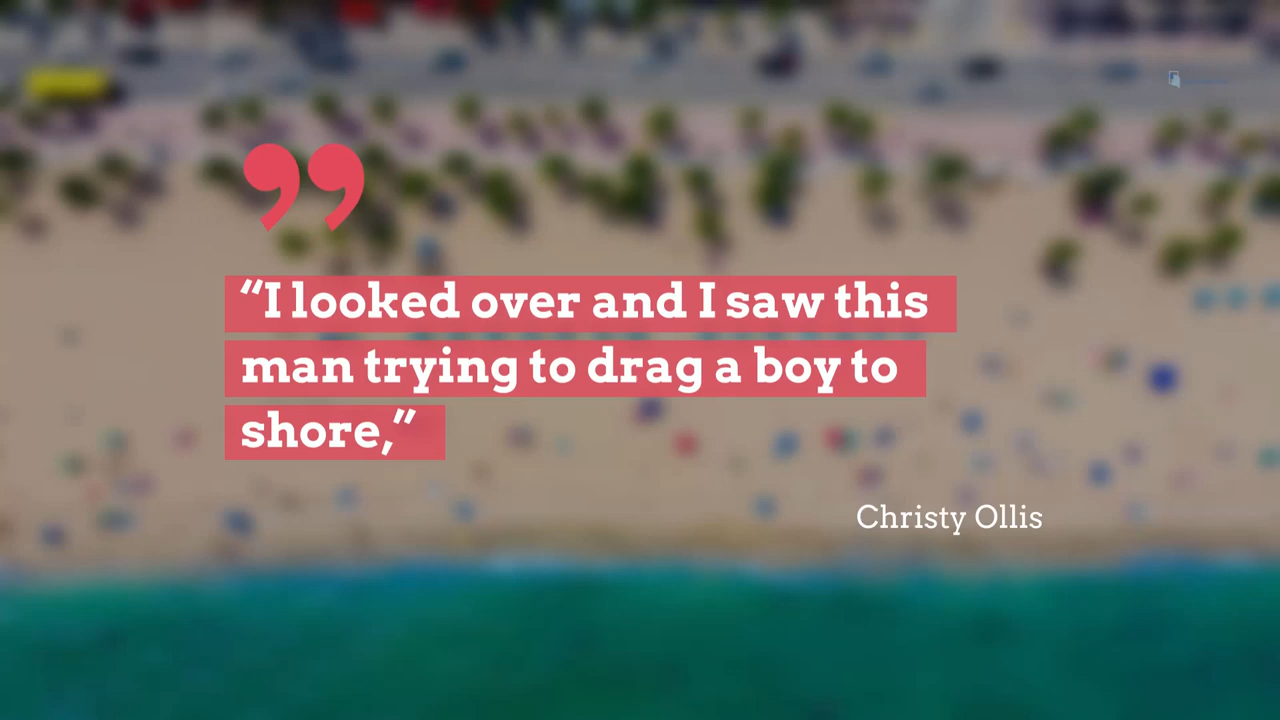 “I looked over and I saw this
man trying to drag a boy to
shore,”
Christy Ollis